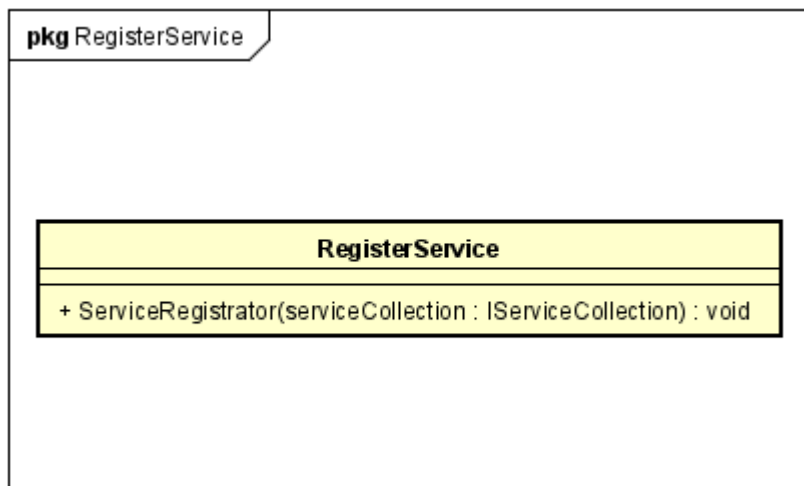 pkg RegisterService
RegisterService
+ ServiceRegistrator(serviceCollection : IServiceCollection) : void